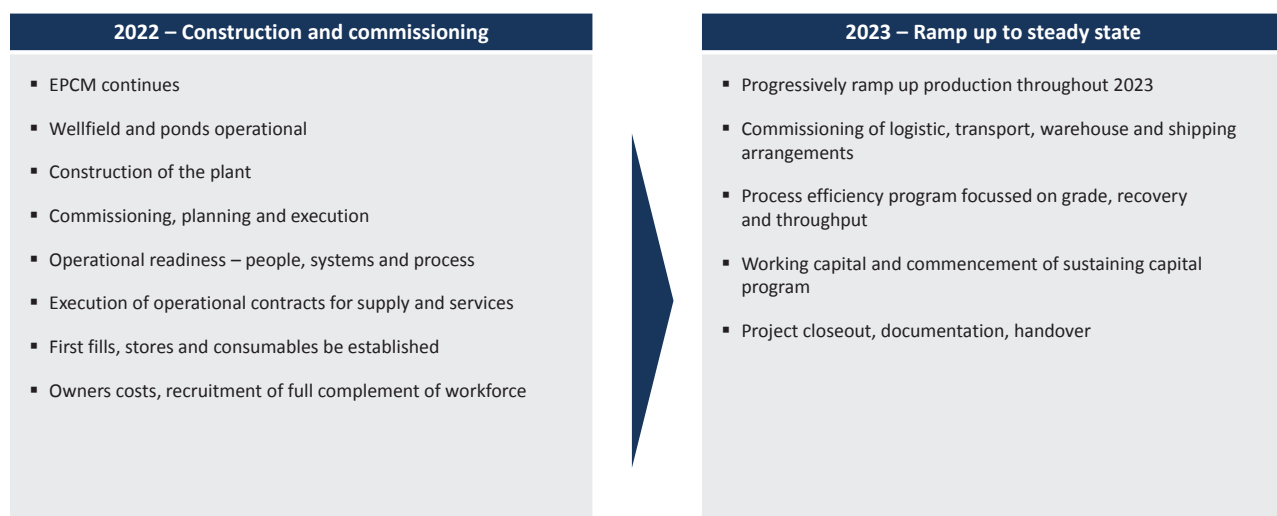 2022 – Construction and commissioning
▪ EPCM continues
▪ Wellfield and ponds operational
▪ Construction of the plant
▪ Commissioning, planning and execution
▪ Operational readiness – people, systems and process
▪ Execution of operational contracts for supply and services
▪ First fills, stores and consumables be established
▪ Owners costs, recruitment of full complement of workforce
2023 – Ramp up to steady state
▪ Progressively ramp up production throughout 2023
▪ Commissioning of logistic, transport, warehouse and shipping
arrangements
▪ Process efficiency program focussed on grade, recovery
and throughput
▪ Working capital and commencement of sustaining capital
program
▪ Project closeout, documentation, handover